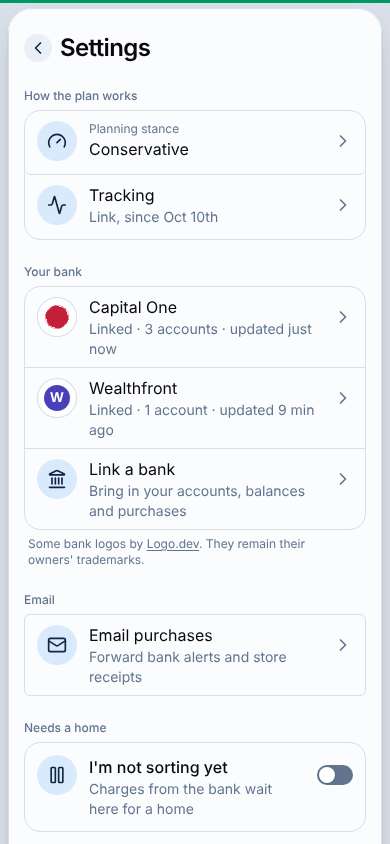 Settings
How the plan works
Planning stance
Conservative
Tracking
Link, since Oct 10th
Your bank
Capital One
Linked · 3 accounts · updated just
now
W
Wealthfront
Linked · 1 account · updated 9 min
ago
Link a bank
Bring in your accounts, balances
and purchases
Some bank logos by Logo.dev. They remain their
owners' trademarks.
Email
Email purchases
Forward bank alerts and store
receipts
Needs a home
I'm not sorting yet
Charges from the bank wait
here for a home